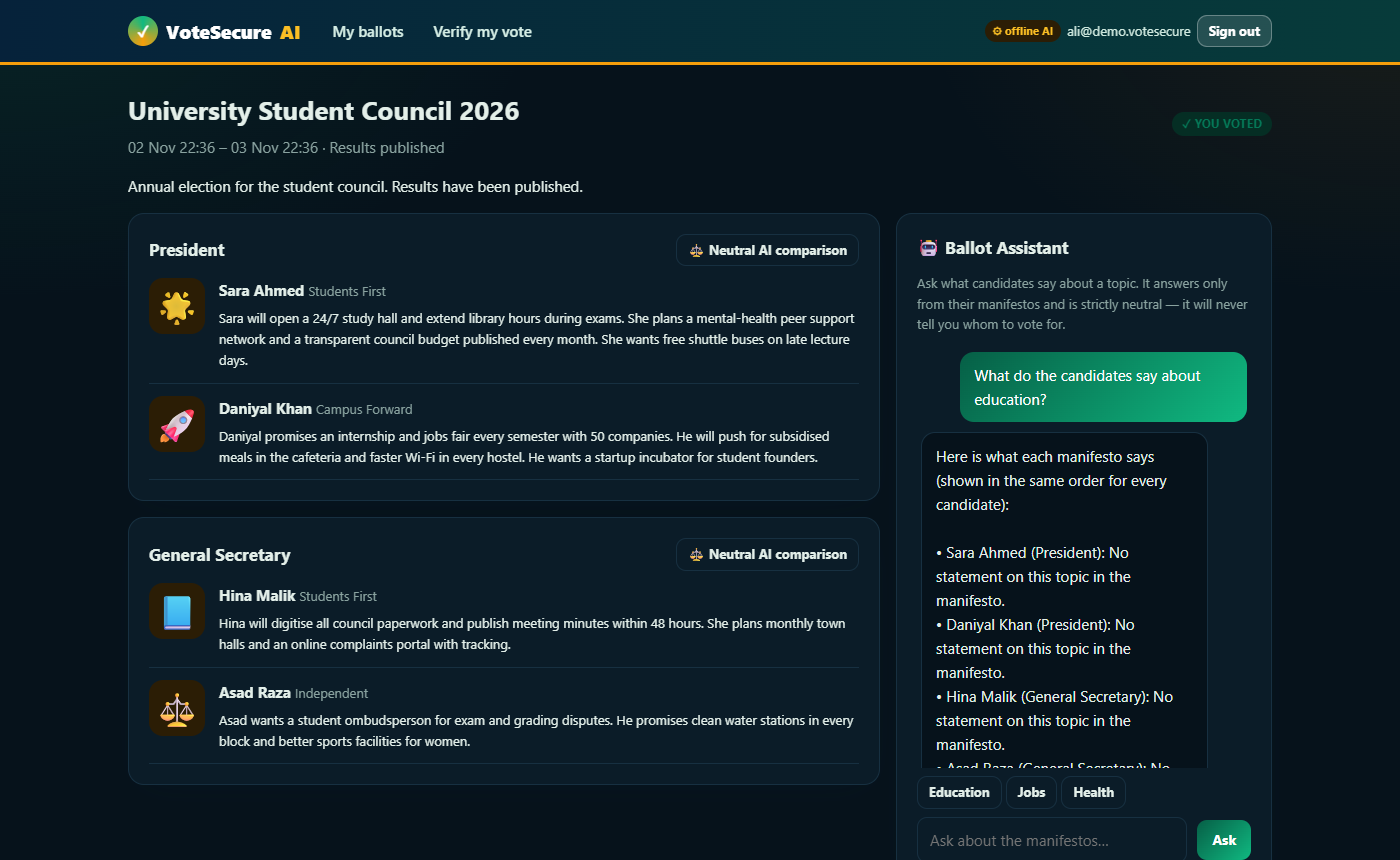 VoteSecure AI
My ballots
Verify my vote
offline AI
ali@demo.votesecure
Sign out
University Student Council 2026
✓ YOU VOTED
02 Nov 22:36 – 03 Nov 22:36 · Results published
Annual election for the student council. Results have been published.
President
Neutral AI comparison
Sara Ahmed Students First
Sara will open a 24/7 study hall and extend library hours during exams. She plans a mental-health peer support
network and a transparent council budget published every month. She wants free shuttle buses on late lecture
days.
Daniyal Khan Campus Forward
Daniyal promises an internship and jobs fair every semester with 50 companies. He will push for subsidised
meals in the cafeteria and faster Wi-Fi in every hostel. He wants a startup incubator for student founders.
General Secretary
Neutral AI comparison
Hina Malik Students First
Hina will digitise all council paperwork and publish meeting minutes within 48 hours. She plans monthly town
halls and an online complaints portal with tracking.
Asad Raza Independent
Asad wants a student ombudsperson for exam and grading disputes. He promises clean water stations in every
block and better sports facilities for women.
Ballot Assistant
Ask what candidates say about a topic. It answers only
from their manifestos and is strictly neutral — it will never
tell you whom to vote for.
What do the candidates say about
education?
Here is what each manifesto says
(shown in the same order for every
candidate):
• Sara Ahmed (President): No
statement on this topic in the
manifesto.
• Daniyal Khan (President): No
statement on this topic in the
manifesto.
• Hina Malik (General Secretary): No
statement on this topic in the
manifesto.
• Asad Raza (General Secretary): No
Education
Jobs
Health
Ask about the manifestos...
Ask